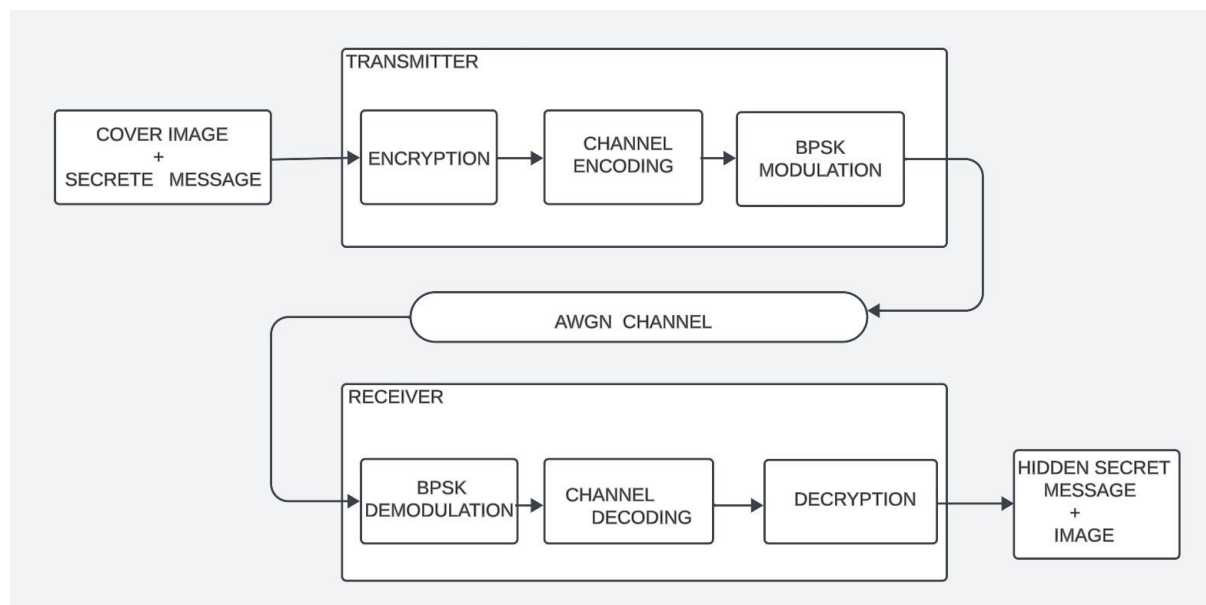 TRANSMITTER
COVER IMAGE
+
SECRETE MESSAGE
ENCRYPTION
CHANNEL
ENCODING
BPSK
MODULATION
AWGN CHANNEL
RECEIVER
BPSK
DEMODULATION
CHANNEL
DECODING
DECRYPTION
HIDDEN SECRET
MESSAGE
+
IMAGE